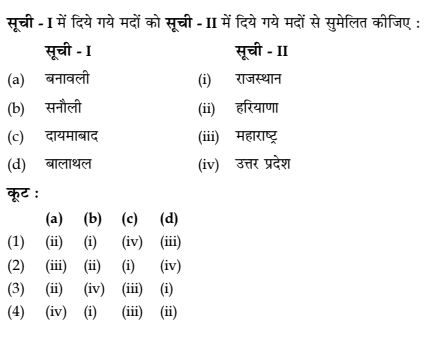 सूची - I में दिये गये मदों को सूची - II में दिये गये मदों से सुमेलित कीजिए :
सूची - I सूची - II
(a) बनावली (i) राजस्थान
(b) सनौली (ii) हरियाणा
(c) दायमाबाद (iii) महाराष्ट्र
(d) बालाथल (iv) उत्तर प्रदेश
कूट :
(a) (b) (c) (d)
(1) (ii) (i) (iv) (iii)
(2) (iii) (ii) (i) (iv)
(3) (ii) (iv) (iii) (i)
(4) (iv) (i) (iii) (ii)